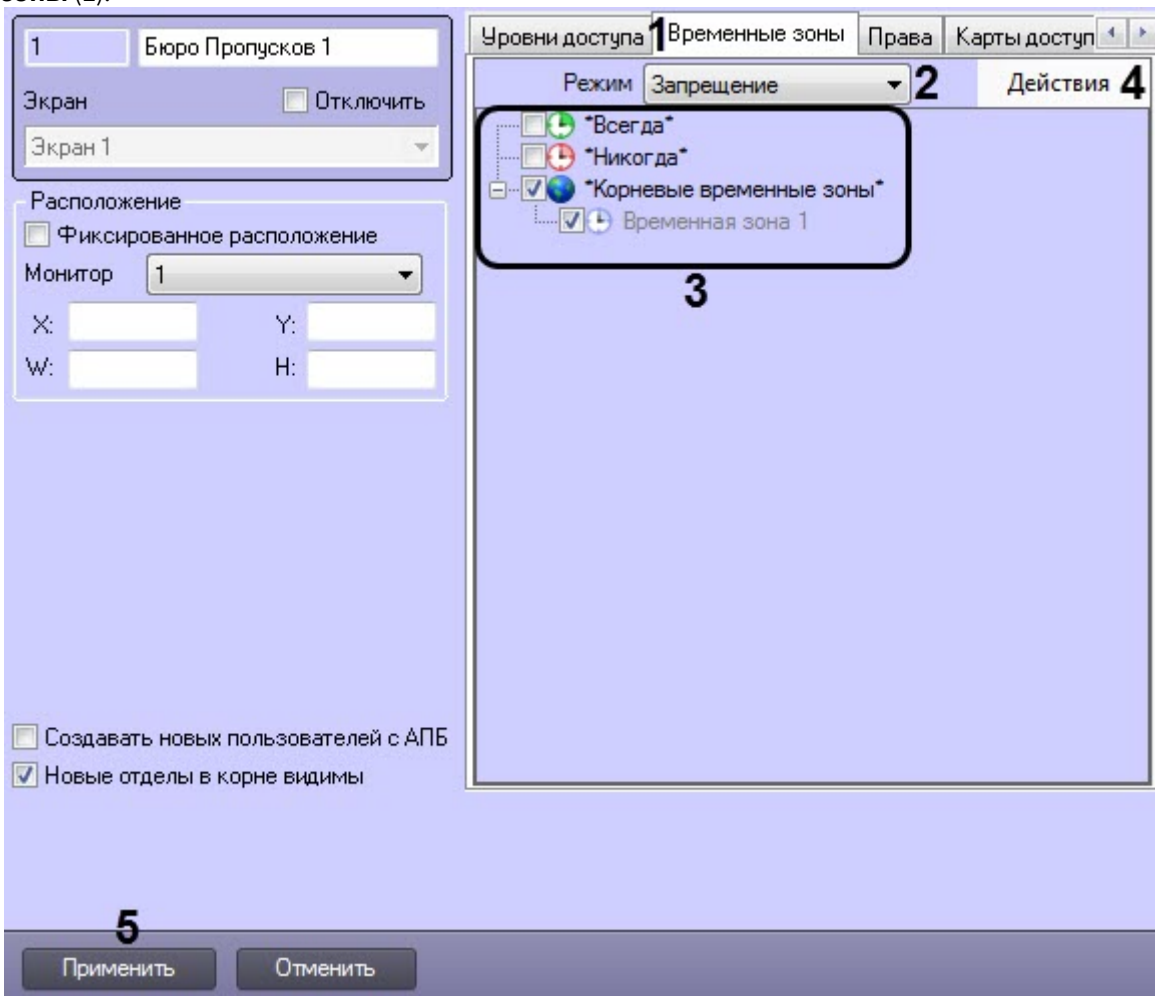 зоны (2).
1 Бюро Пропусков 1
Экран Отключить
Экран 1
Расположение
Фиксированное расположение
Монитор 1
X: Y:
W: H:
Создавать новых пользователей с АПБ
Новые отделы в корне видимы
Уровни доступа 1 Временные зоны Права Карты доступ
Режим Запрещение 2 Действия 4
*Всегда*
*Никогда*
*Корневые временные зоны*
Временная зона 1
3
5
Применить Отменить